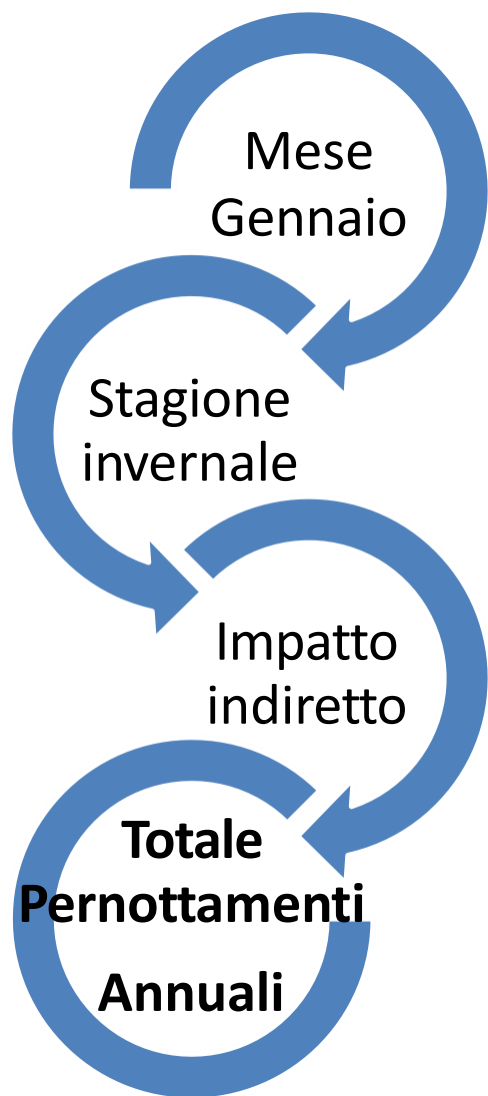 Mese
Gennaio
Stagione
invernale
Impatto
indiretto
Totale
Pernottamenti
Annuali